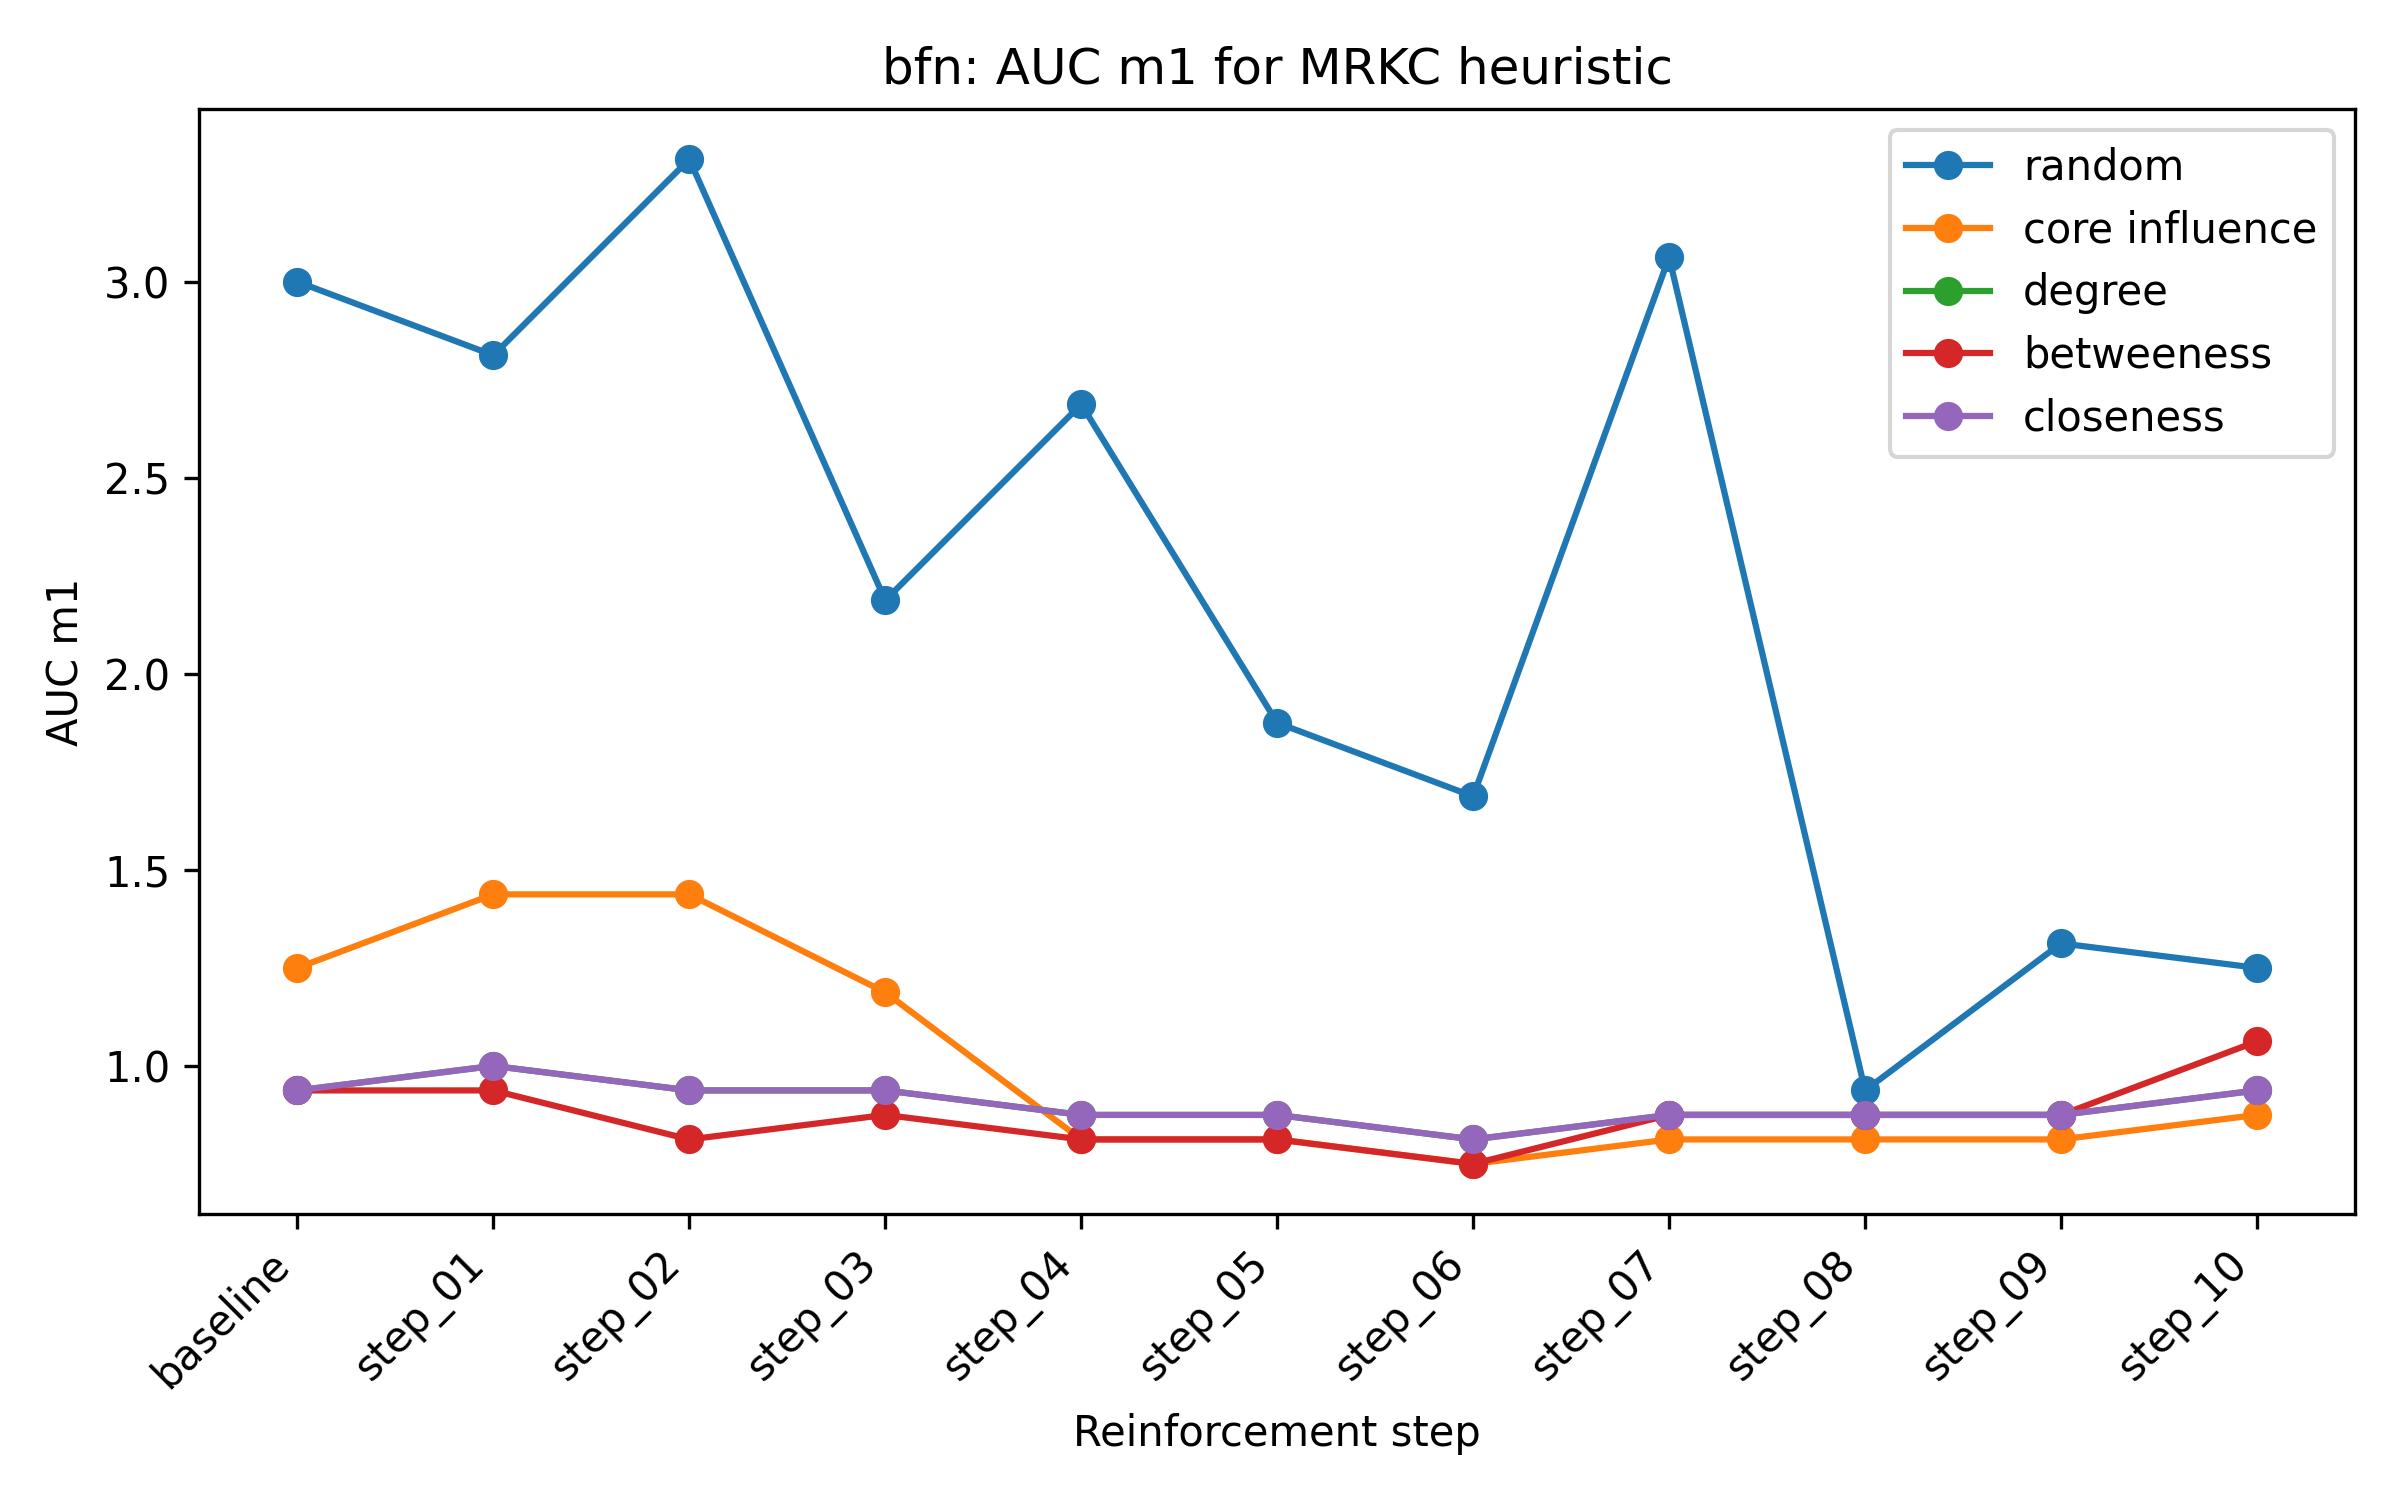 bfn: AUC m1 for MRKC heuristic
random
core influence
degree
betweeness
closeness
AUC m1
3.0
2.5
2.0
1.5
1.0
baseline
step_01
step_02
step_03
step_04
step_05
step_06
step_07
step_08
step_09
step_10
Reinforcement step